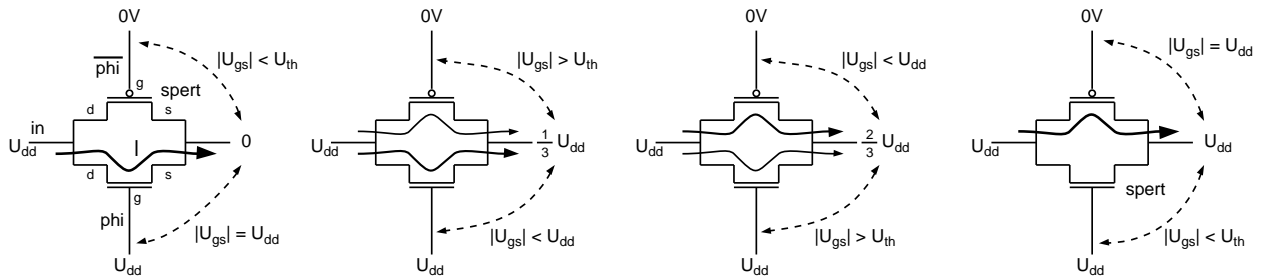 0V
phi
|Ugs| < Uth
g
spert
d s
in
Udd
I
0
d s
g
phi
|Ugs| = Udd
Udd
0V
|Ugs| > Uth
Udd
1/3 Udd
|Ugs| < Udd
Udd
0V
|Ugs| < Udd
Udd
2/3 Udd
|Ugs| > Uth
Udd
0V
|Ugs| = Udd
Udd
Udd
spert
|Ugs| < Uth
Udd